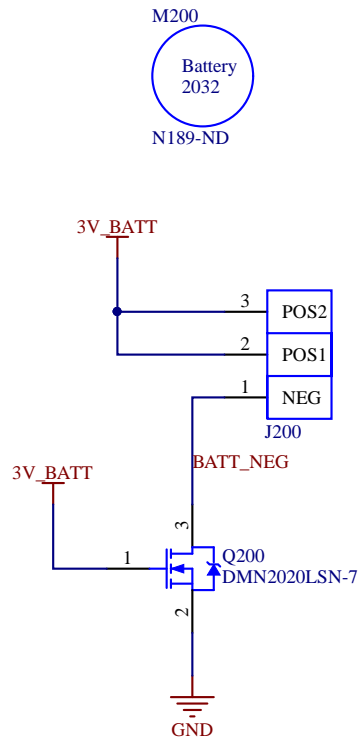 M200
Battery
2032
N189-ND
3V_BATT
3
POS2
2
POS1
1
NEG
J200
BATT_NEG
3V_BATT
3
1
Q200
DMN2020LSN-7
2
GND